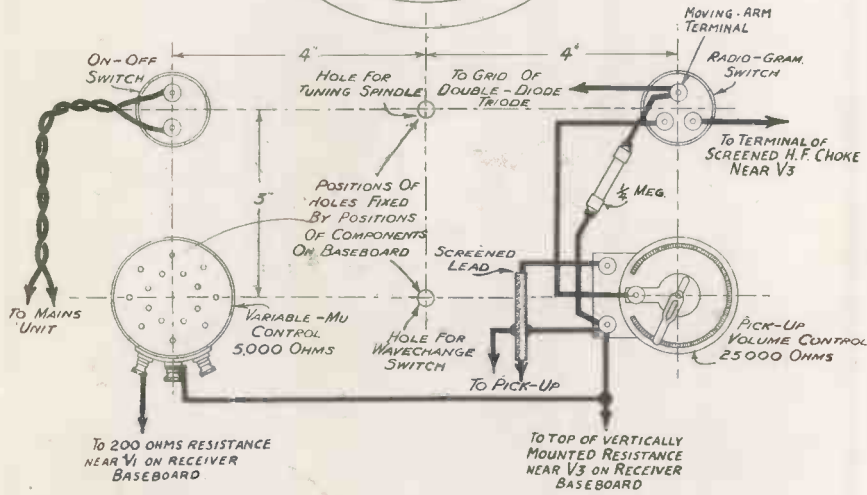 MOVING-ARM
TERMINAL
ON-OFF
SWITCH
4"
4"
HOLE FOR
TUNING SPINDLE
TO GRID OF
DOUBLE-DIODE
TRIODE
RADIO-GRAM.
SWITCH
TO TERMINAL OF
SCREENED H.F. CHOKE
NEAR V3
3"
POSITIONS OF
HOLES FIXED
BY POSITIONS
OF COMPONENTS
ON BASEBOARD
¼ MEG.
SCREENED
LEAD
TO MAINS
UNIT
VARIABLE-MU
CONTROL
5,000 OHMS
HOLE FOR
WAVECHANGE
SWITCH
PICK-UP
VOLUME CONTROL
25000 OHMS
TO PICK-UP
TO 200 OHMS RESISTANCE
NEAR V1 ON RECEIVER
BASEBOARD
TO TOP OF VERTICALLY
MOUNTED RESISTANCE
NEAR V3 ON RECEIVER
BASEBOARD